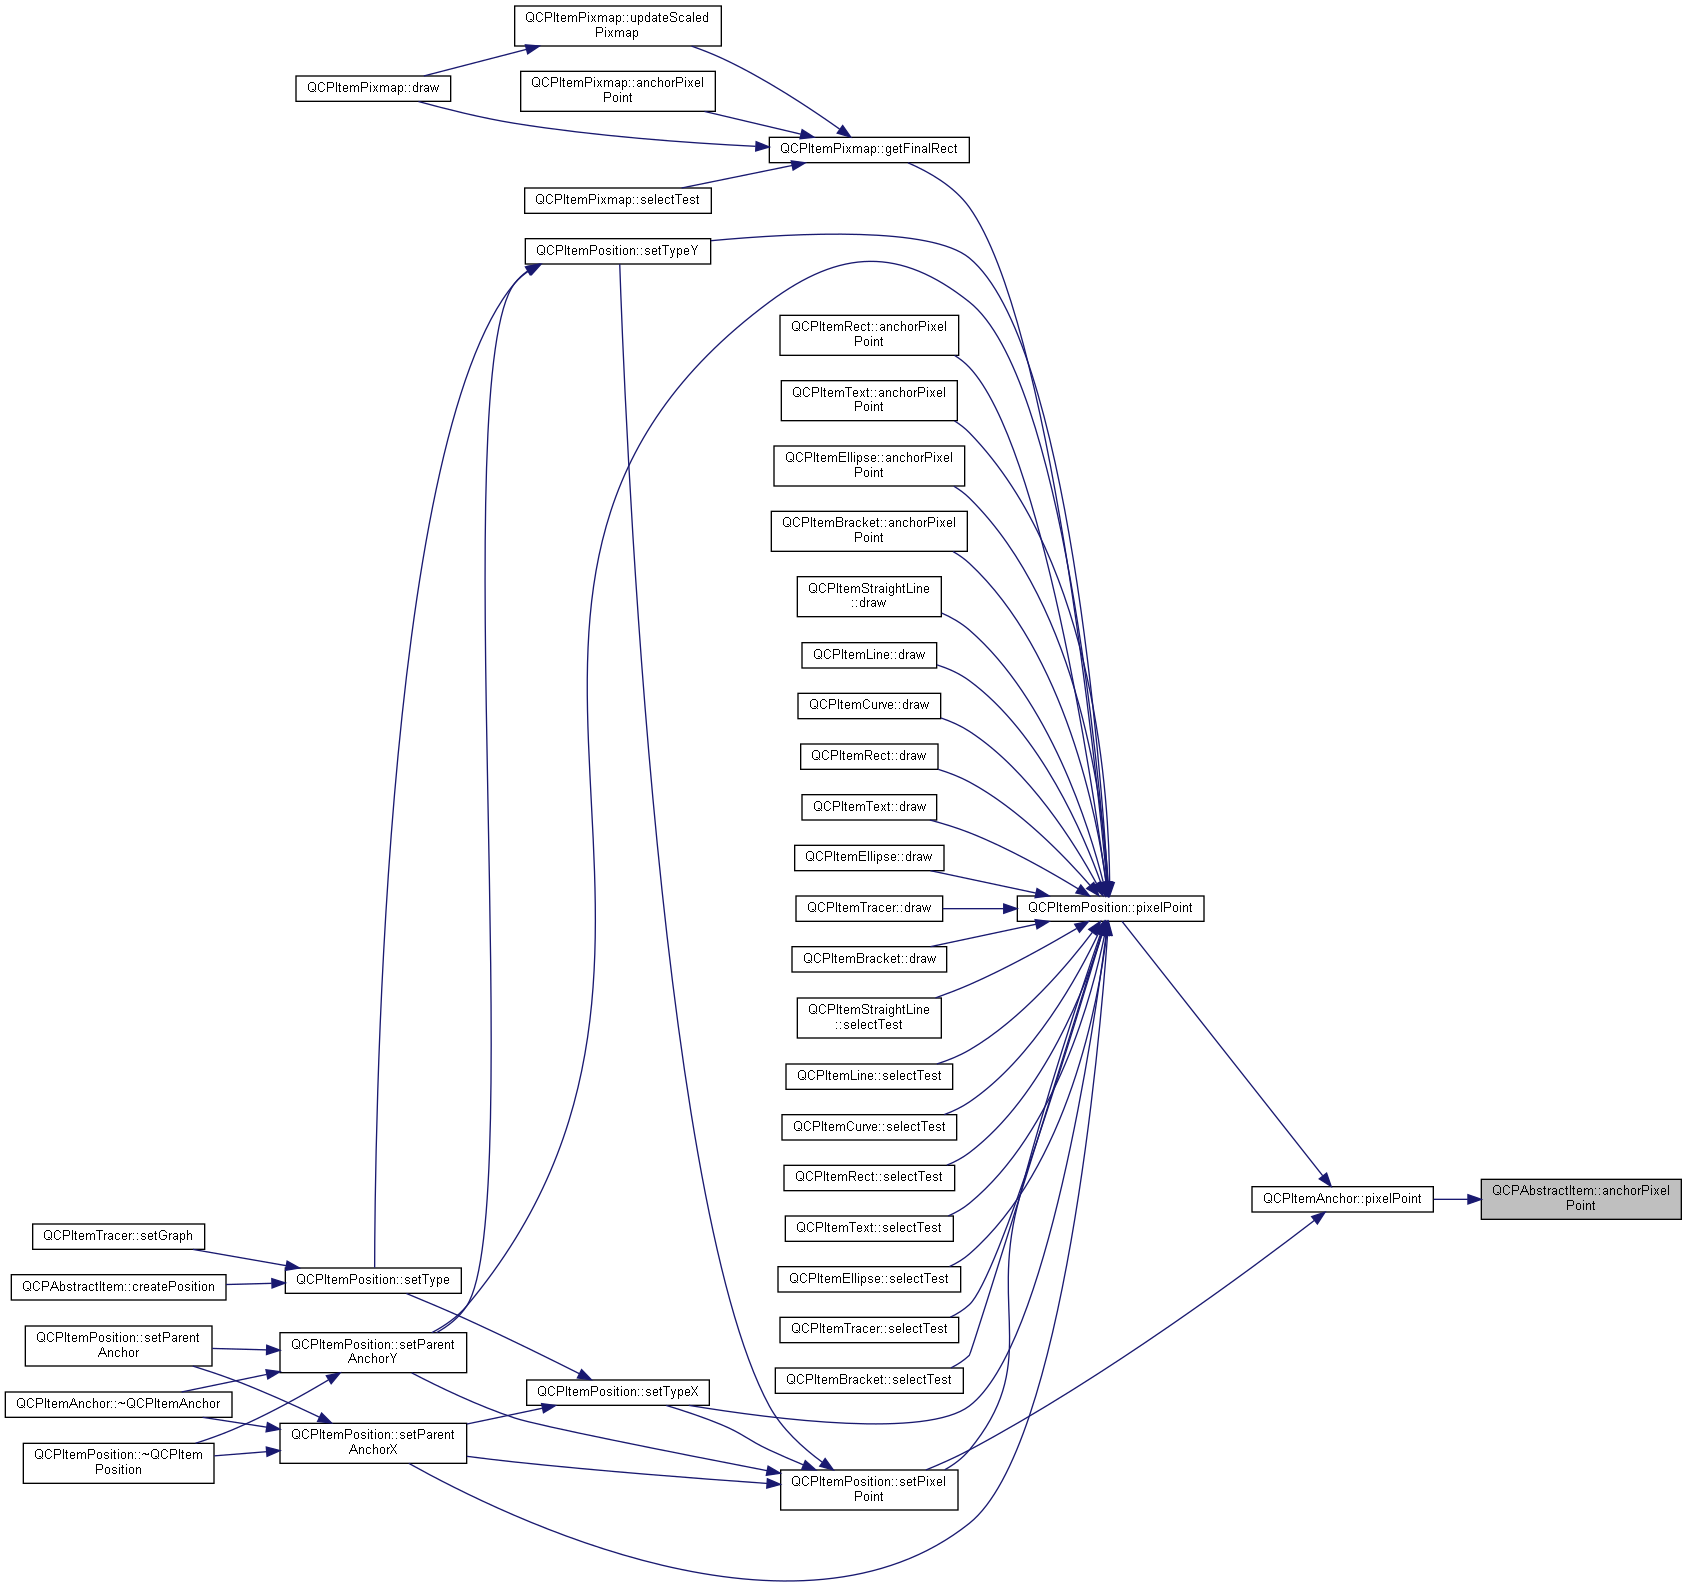 QCPItemPixmap::updateScaled
Pixmap
QCPItemPixmap::draw
QCPItemPixmap::anchorPixel
Point
QCPItemPixmap::getFinalRect
QCPItemPixmap::selectTest
QCPItemPosition::setTypeY
QCPItemRect::anchorPixel
Point
QCPItemText::anchorPixel
Point
QCPItemEllipse::anchorPixel
Point
QCPItemBracket::anchorPixel
Point
QCPItemStraightLine
::draw
QCPItemLine::draw
QCPItemCurve::draw
QCPItemRect::draw
QCPItemText::draw
QCPItemEllipse::draw
QCPItemTracer::draw
QCPItemPosition::pixelPoint
QCPItemBracket::draw
QCPItemStraightLine
::selectTest
QCPItemLine::selectTest
QCPItemCurve::selectTest
QCPItemRect::selectTest
QCPItemAnchor::pixelPoint
QCPAbstractItem::anchorPixel
Point
QCPItemText::selectTest
QCPItemTracer::setGraph
QCPItemPosition::setType
QCPAbstractItem::createPosition
QCPItemEllipse::selectTest
QCPItemTracer::selectTest
QCPItemPosition::setParent
Anchor
QCPItemPosition::setParent
AnchorY
QCPItemBracket::selectTest
QCPItemPosition::setTypeX
QCPItemAnchor::~QCPItemAnchor
QCPItemPosition::setParent
AnchorX
QCPItemPosition::~QCPItem
Position
QCPItemPosition::setPixel
Point